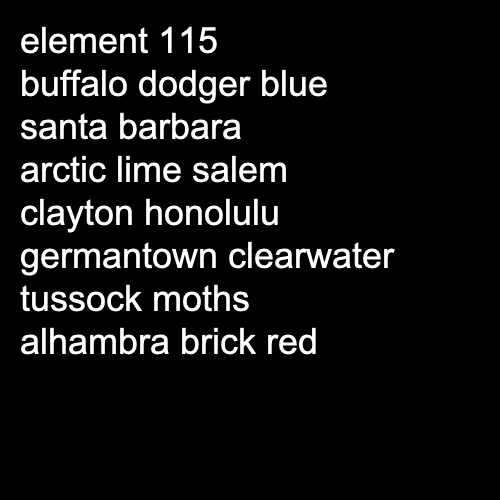 element 115
buffalo dodger blue
santa barbara
arctic lime salem
clayton honolulu
germantown clearwater
tussock moths
alhambra brick red